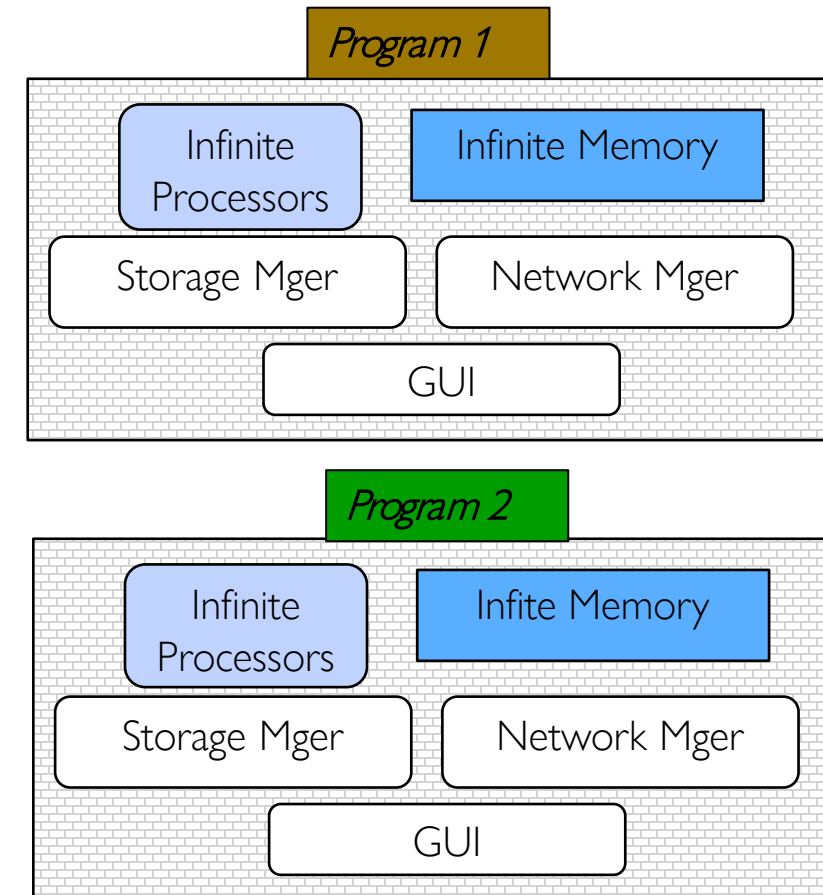 Program 1
Infinite
Processors
Infinite Memory
Storage Mger
Network Mger
GUI
Program 2
Infinite
Processors
Infite Memory
Storage Mger
Network Mger
GUI